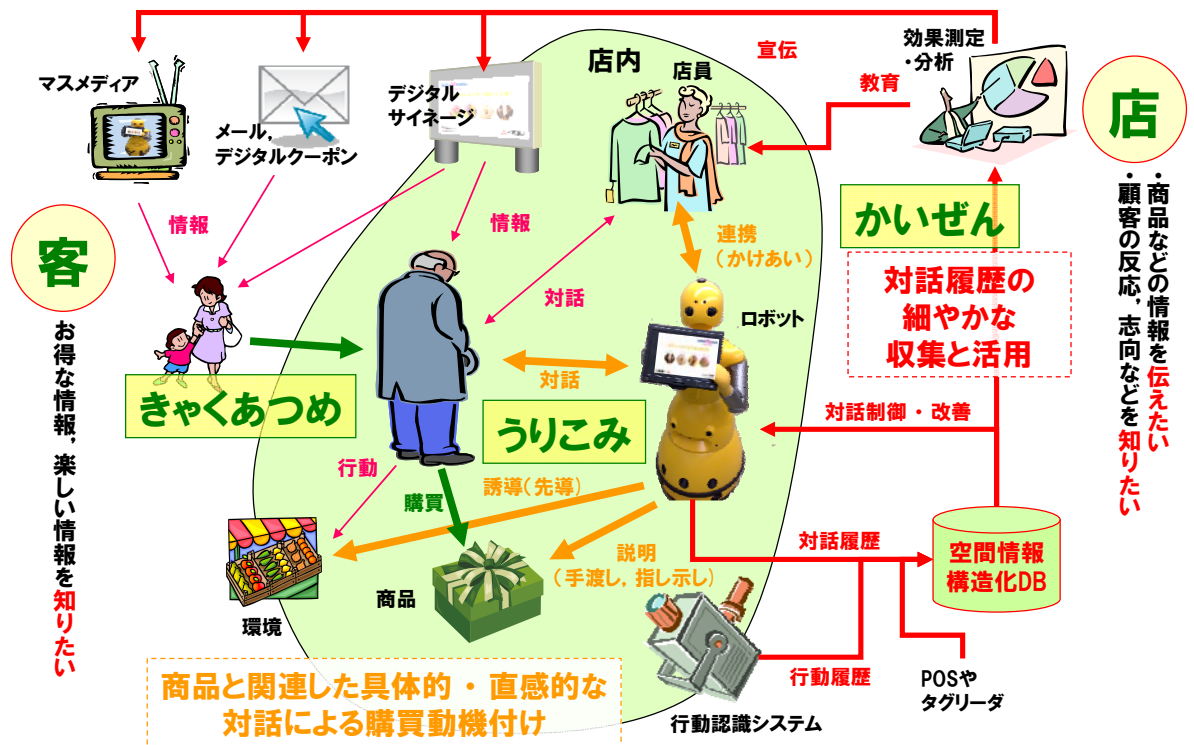 宣伝
効果測定
・分析
店内
店員
教育
マスメディア
デジタル
サイネージ
メール,
デジタルクーポン
店
・商品などの情報を伝えたい
・顧客の反応,志向などを知りたい
かいぜん
情報
情報
連携
(かけあい)
客
お得な情報,楽しい情報を知りたい
対話履歴の
細やかな
収集と活用
対話
ロボット
対話
きゃくあつめ
うりこみ
対話制御・改善
行動
誘導(先導)
購買
対話履歴
空間情報
構造化DB
説明
(手渡し,指し示し)
商品
環境
行動履歴
POSや
タグリーダ
商品と関連した具体的・直感的な
対話による購買動機付け
行動認識システム